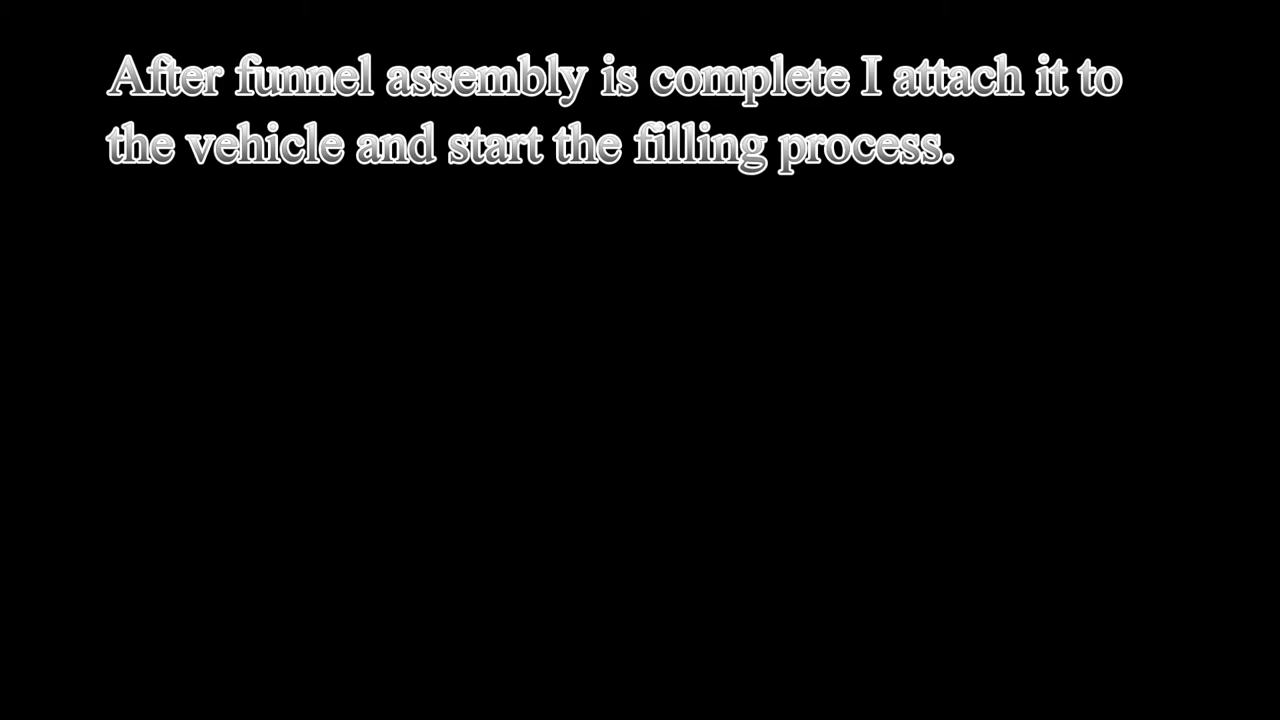 After funnel assembly is complete I attach it to
the vehicle and start the filling process.